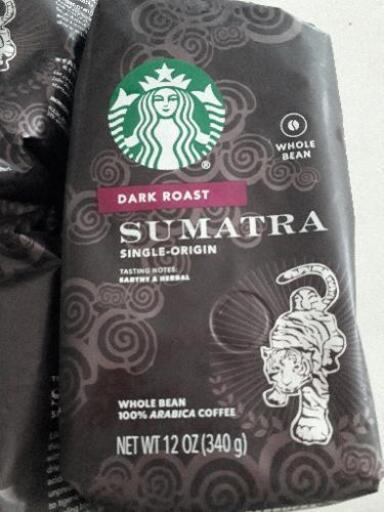 ®
WHOLE
BEAN
DARK ROAST
SUMATRA
SINGLE-ORIGIN
TASTING NOTES:
EARTHY & HERBAL
WHOLE BEAN
100% ARABICA COFFEE
NET WT 12 OZ (340 g)